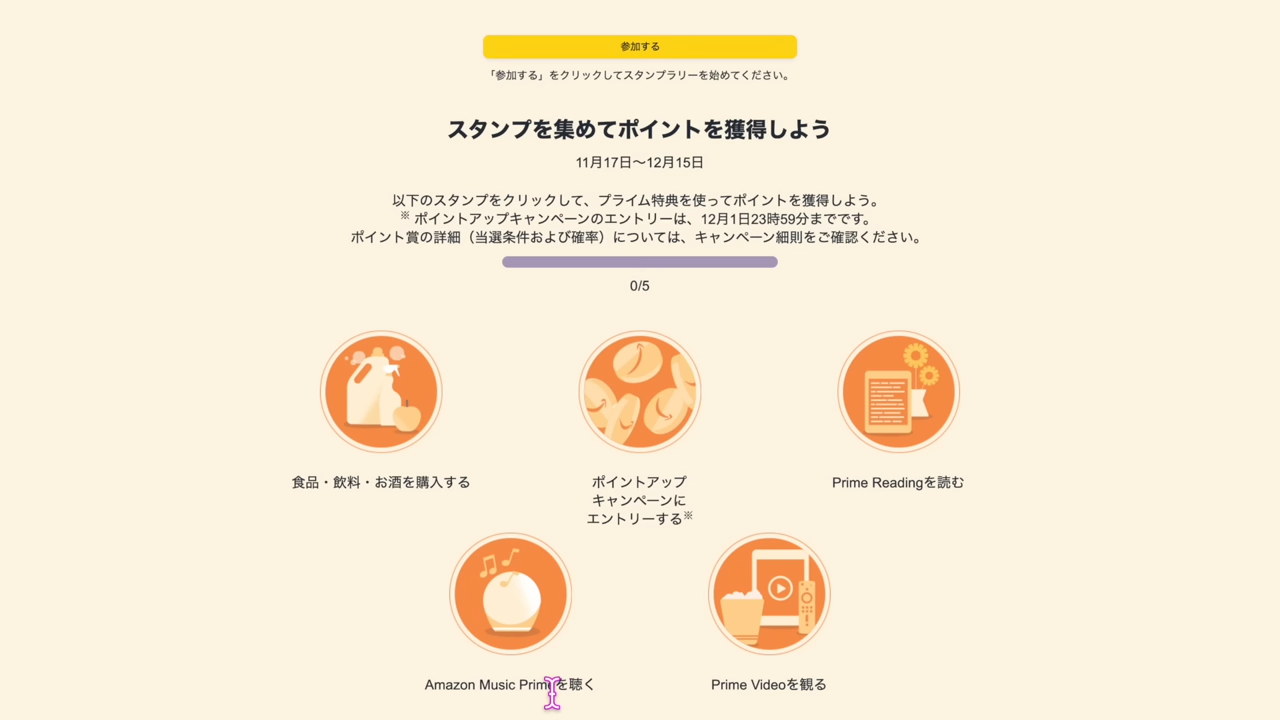 参加する
「参加する」をクリックしてスタンプラリーを始めてください。
スタンプを集めてポイントを獲得しよう
11月17日〜12月15日
以下のスタンプをクリックして、プライム特典を使ってポイントを獲得しよう。
※ ポイントアップキャンペーンのエントリーは、12月1日23時59分までです。
ポイント賞の詳細（当選条件および確率）については、キャンペーン細則をご確認ください。
0/5
食品・飲料・お酒を購入する
ポイントアップ
キャンペーンに
エントリーする※
Prime Readingを読む
Amazon Music Primeを聴く
Prime Videoを観る